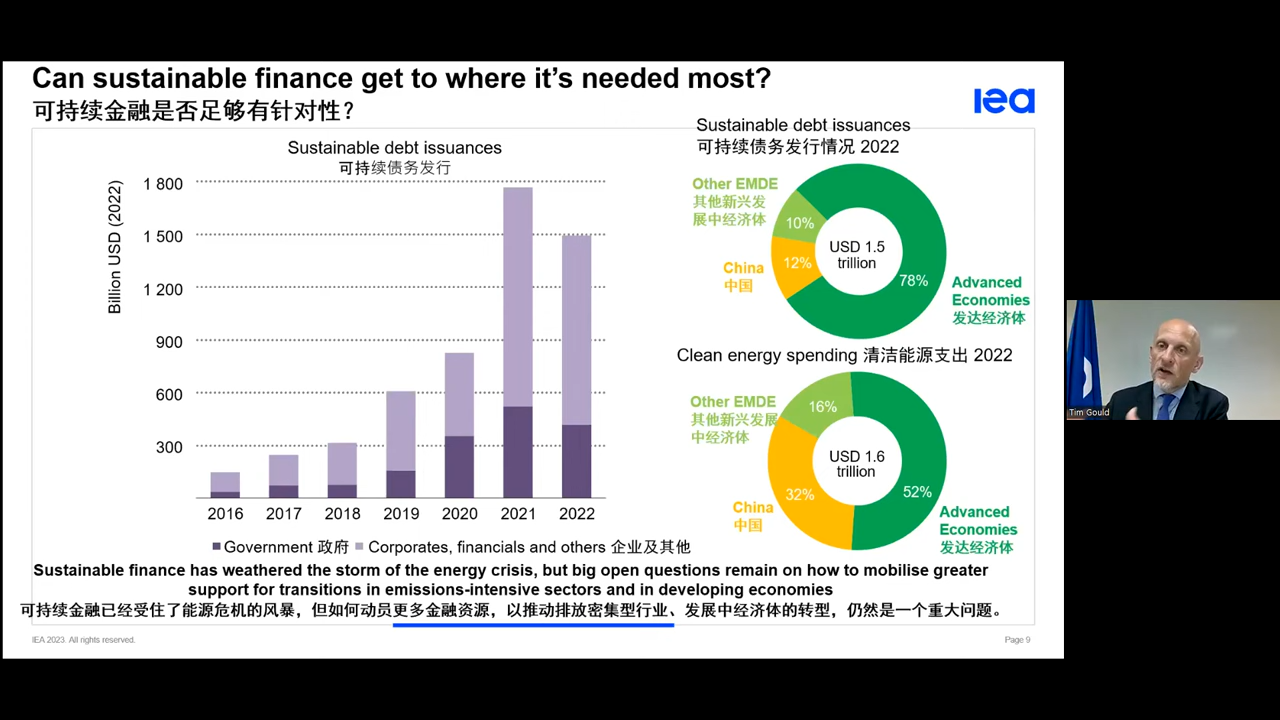 Can sustainable finance get to where it's needed most?
可持续金融是否足够有针对性?
iea
Sustainable debt issuances
可持续债务发行
Billion USD (2022)
1 800
1 500
1 200
900
600
300
2016 2017 2018 2019 2020 2021 2022
Government 政府 Corporates, financials and others 企业及其他
Sustainable debt issuances
可持续债务发行情况 2022
Other EMDE
其他新兴发
展中经济体
10%
China
中国
12%
USD 1.5
trillion
78%
Advanced
Economies
发达经济体
Clean energy spending 清洁能源支出 2022
Other EMDE
其他新兴发展
中经济体
16%
USD 1.6
trillion
32%
China
中国
52%
Advanced
Economies
发达经济体
Sustainable finance has weathered the storm of the energy crisis, but big open questions remain on how to mobilise greater
support for transitions in emissions-intensive sectors and in developing economies
可持续金融已经受住了能源危机的风暴，但如何动员更多金融资源，以推动排放密集型行业、发展中经济体的转型，仍然是一个重大问题。
IEA 2023. All rights reserved.
Page 9
Tim Gould